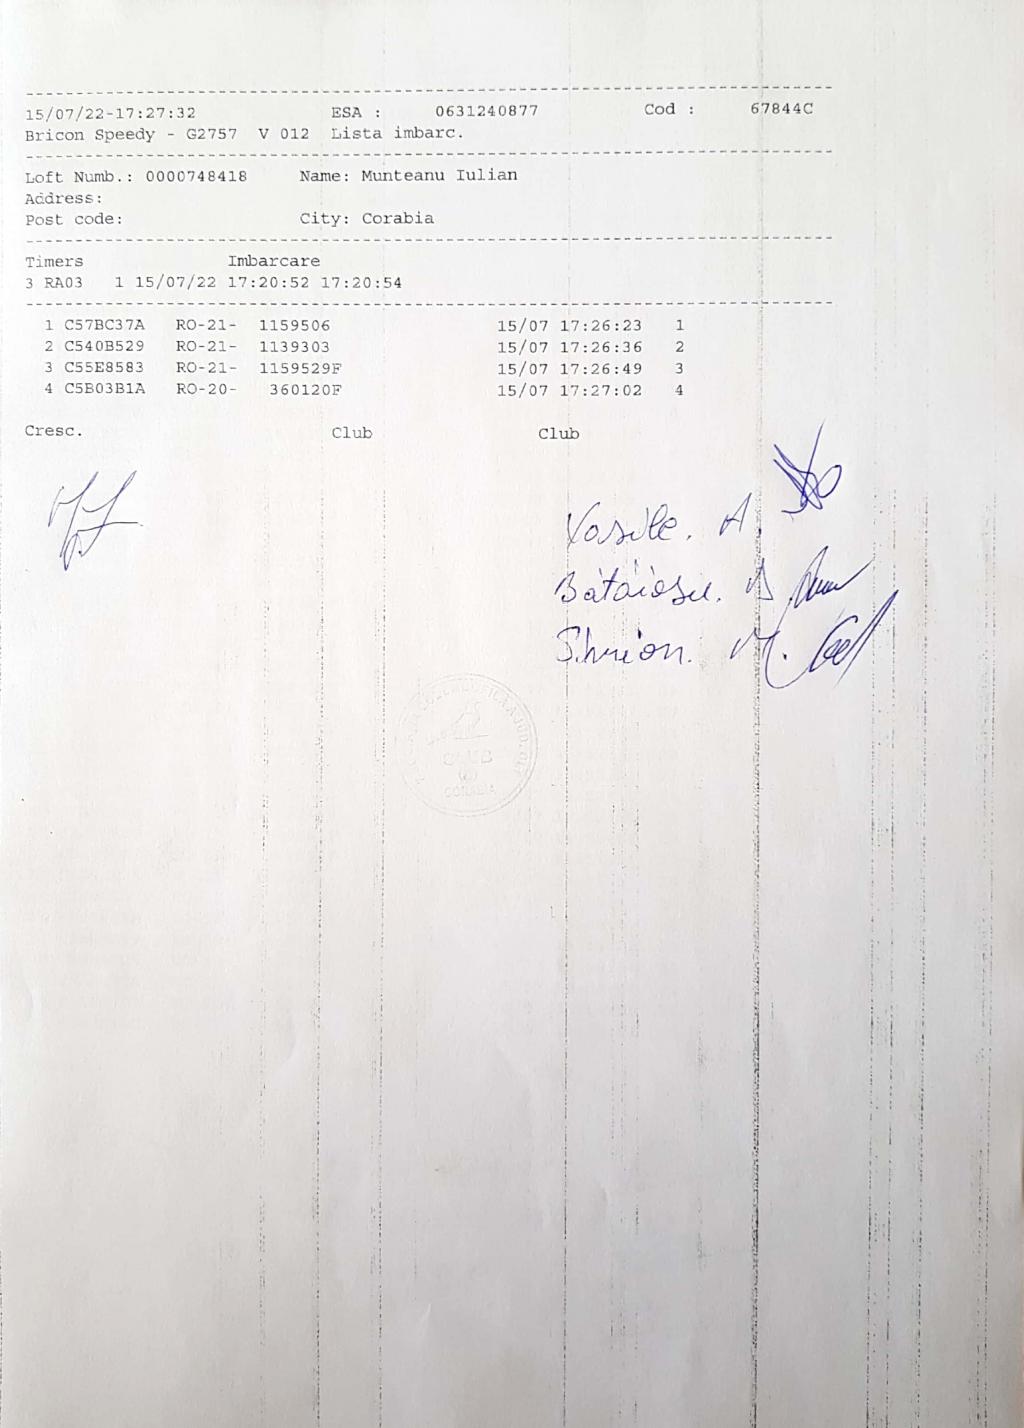 15/07/22-17:27:32 ESA : 0631240877 Cod : 67844C
Bricon Speedy - G2757 V 012 Lista imbarc.
Loft Numb.: 0000748418 Name: Munteanu Iulian
Address:
Post code: City: Corabia
Timers Imbarcare
3 RA03 1 15/07/22 17:20:52 17:20:54
1 C57BC37A RO-21- 1159506 15/07 17:26:23 1
2 C540B529 RO-21- 1139303 15/07 17:26:36 2
3 C55E8583 RO-21- 1159529F 15/07 17:26:49 3
4 C5B03B1A RO-20- 360120F 15/07 17:27:02 4
Cresc. Club Club
Vasile. A.
Bătăiosu.
M.
CLUB
CORABIA